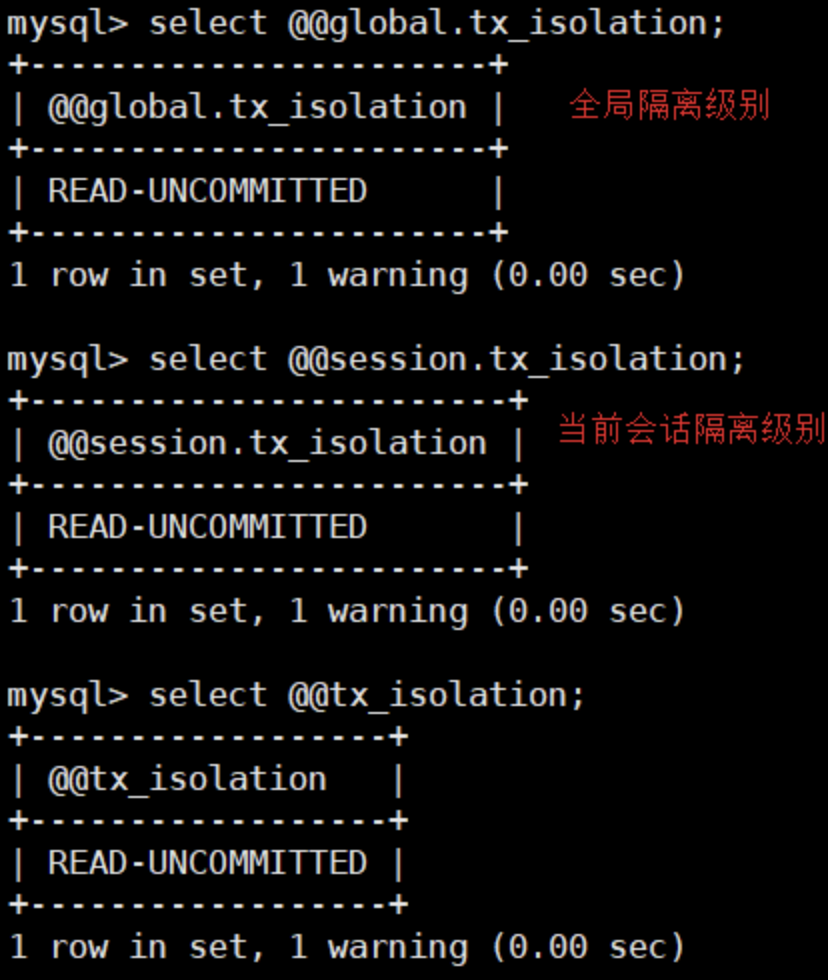 mysql> select @@global.tx_isolation;
+-----------------------+
| @@global.tx_isolation | 全局隔离级别
+-----------------------+
| READ-UNCOMMITTED      |
+-----------------------+
1 row in set, 1 warning (0.00 sec)
mysql> select @@session.tx_isolation;
+------------------------+
| @@session.tx_isolation | 当前会话隔离级别
+------------------------+
| READ-UNCOMMITTED       |
+------------------------+
1 row in set, 1 warning (0.00 sec)
mysql> select @@tx_isolation;
+------------------+
| @@tx_isolation   |
+------------------+
| READ-UNCOMMITTED |
+------------------+
1 row in set, 1 warning (0.00 sec)